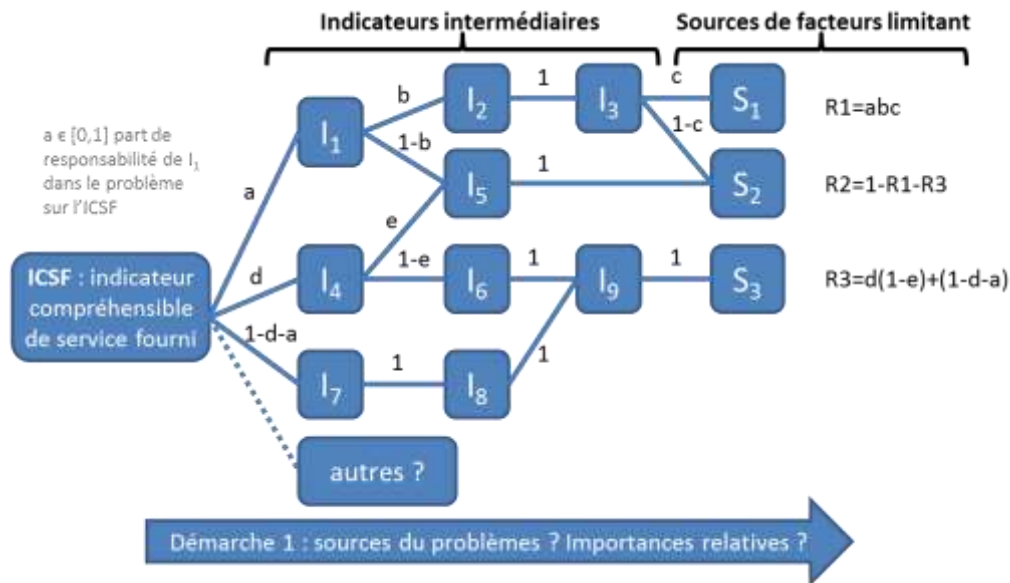 Indicateurs intermédiaires
Sources de facteurs limitant
a ϵ [0,1] part de
responsabilité de I₁
dans le problème
sur l'ICSF
ICSF : indicateur
compréhensible
de service fourni
a
d
1-d-a
I₁
b
1-b
I₂
1
I₃
c
1-c
S₁
R1=abc
I₅
1
S₂
R2=1-R1-R3
e
I₄
1-e
I₆
1
I₉
1
S₃
R3=d(1-e)+(1-d-a)
I₇
1
I₈
1
autres ?
Démarche 1 : sources du problèmes ? Importances relatives ?